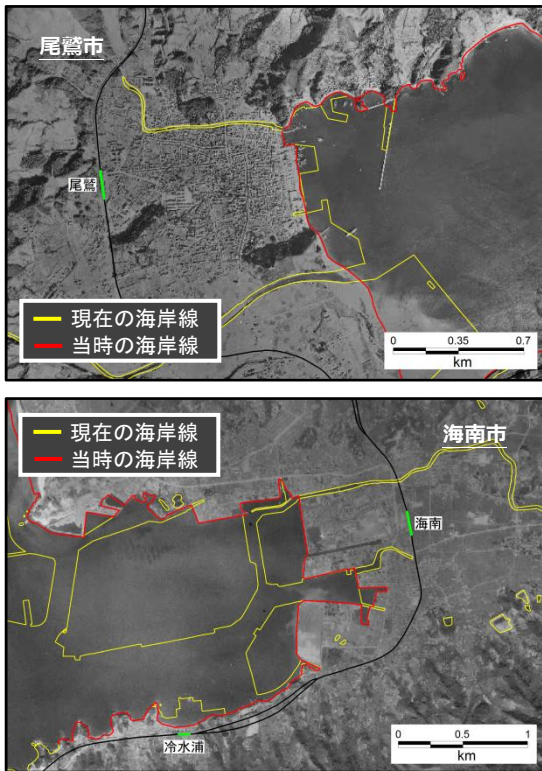 尾鷲市
尾鷲
現在の海岸線
当時の海岸線
0 0.35 0.7
km
現在の海岸線
当時の海岸線
海南市
海南
冷水浦
0 0.5 1
km